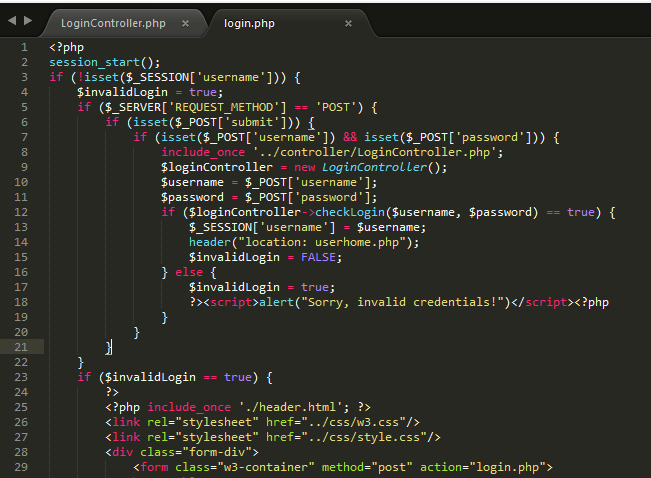 LoginController.php × login.php ×
1 <?php
2 session_start();
3 if (!isset($_SESSION['username'])) {
4     $invalidLogin = true;
5     if ($_SERVER['REQUEST_METHOD'] == 'POST') {
6         if (isset($_POST['submit'])) {
7             if (isset($_POST['username']) && isset($_POST['password'])) {
8                 include_once '../controller/LoginController.php';
9                 $loginController = new LoginController();
10                 $username = $_POST['username'];
11                 $password = $_POST['password'];
12                 if ($loginController->checkLogin($username, $password) == true) {
13                     $_SESSION['username'] = $username;
14                     header("location: userhome.php");
15                     $invalidLogin = FALSE;
16                 } else {
17                     $invalidLogin = true;
18                     ?><script>alert("Sorry, invalid credentials!")</script><?php
19                 }
20             }
21         }
22     }
23     if ($invalidLogin == true) {
24         ?>
25         <?php include_once './header.html'; ?>
26         <link rel="stylesheet" href="../css/w3.css"/>
27         <link rel="stylesheet" href="../css/style.css"/>
28         <div class="form-div">
29             <form class="w3-container" method="post" action="login.php">